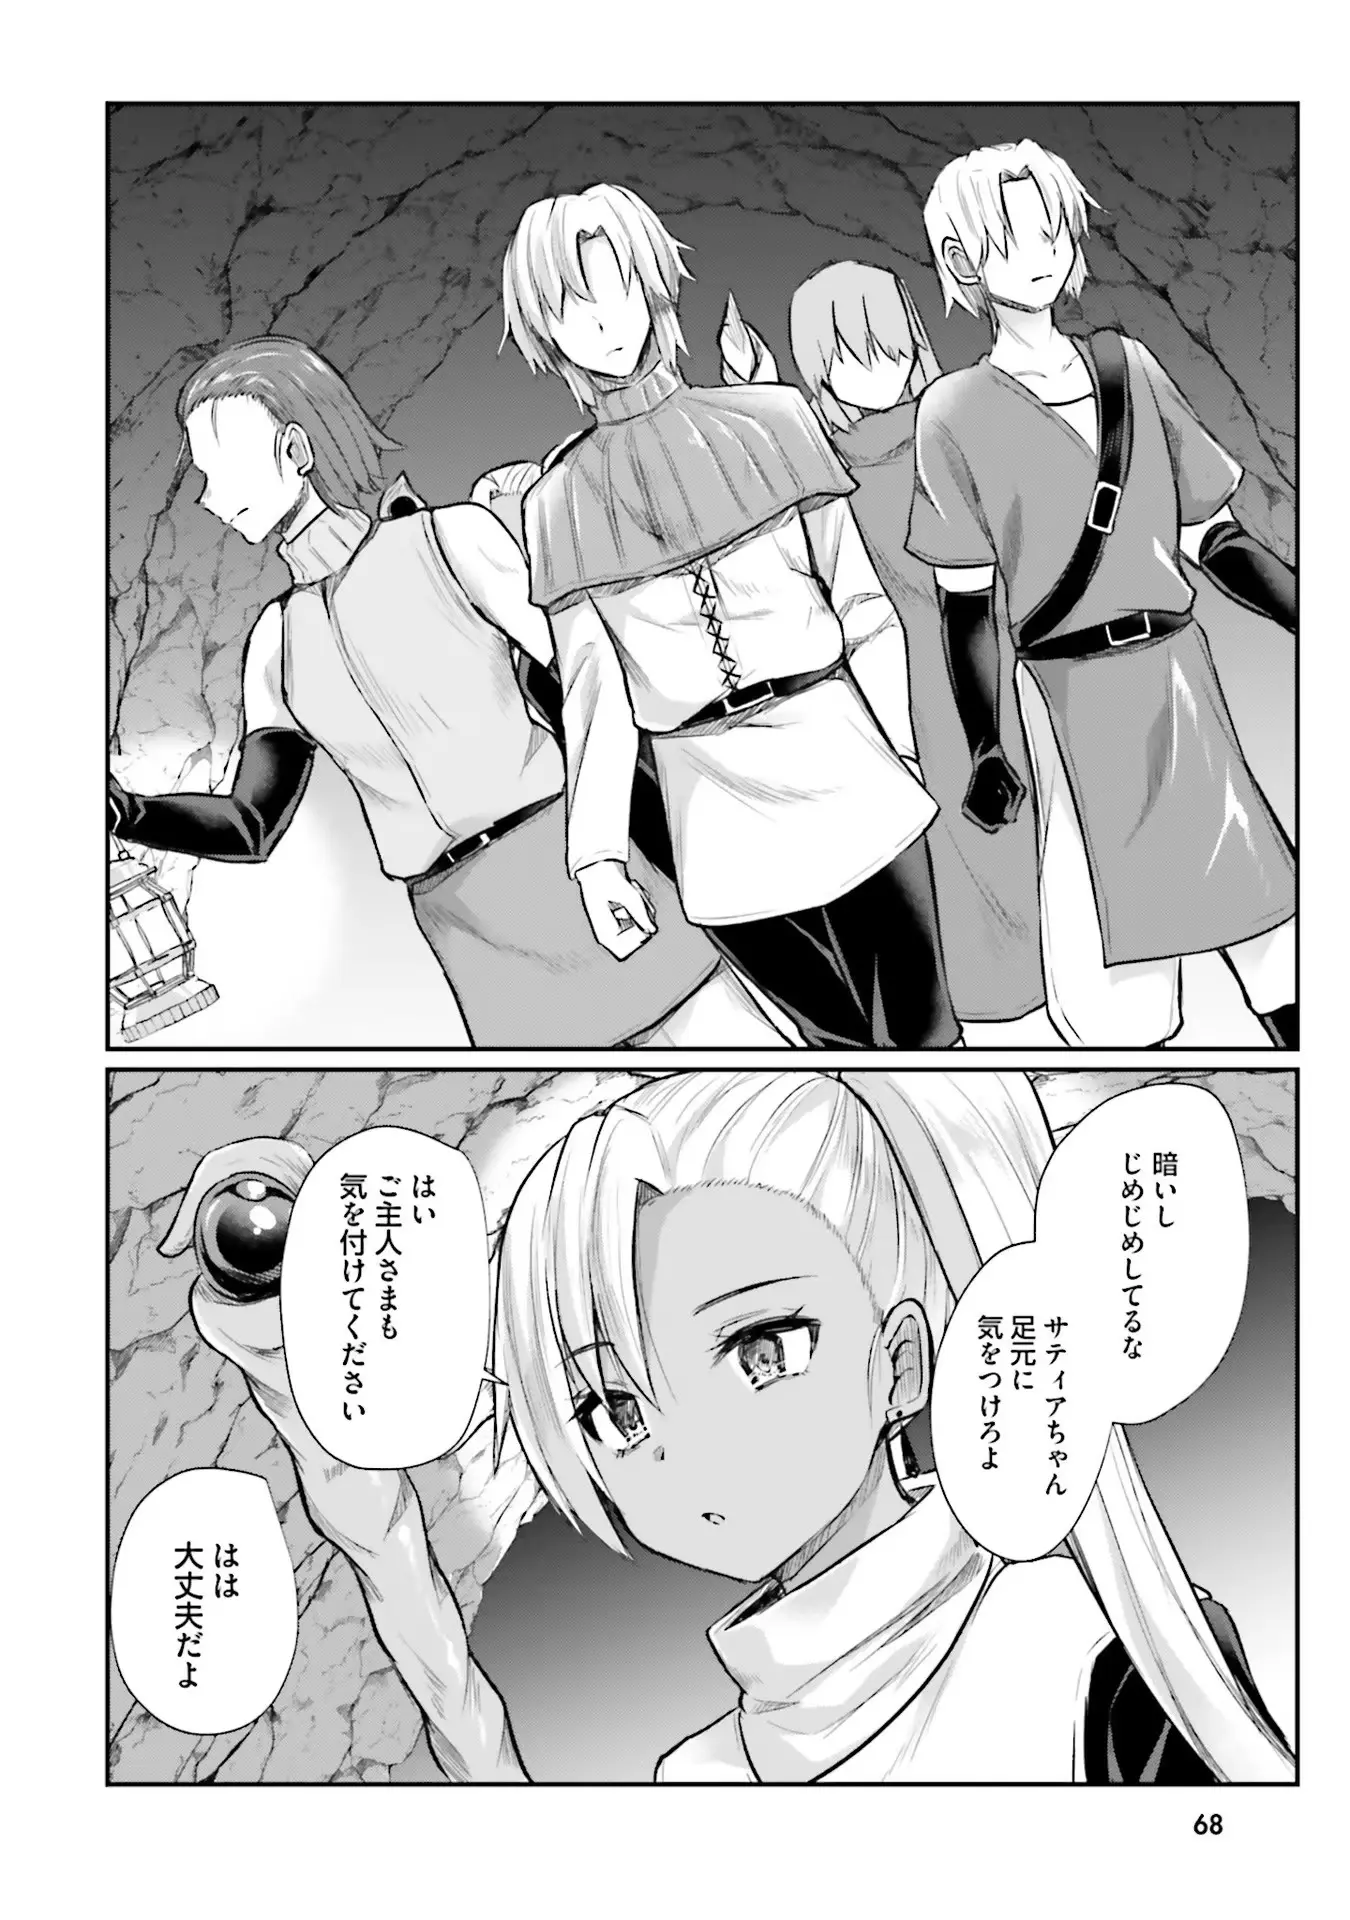 暗いし
じめじめしてるな
サティアちゃん
足元に
気をつけろよ
はい
ご主人さまも
気を付けてください
はは
大丈夫だよ
68